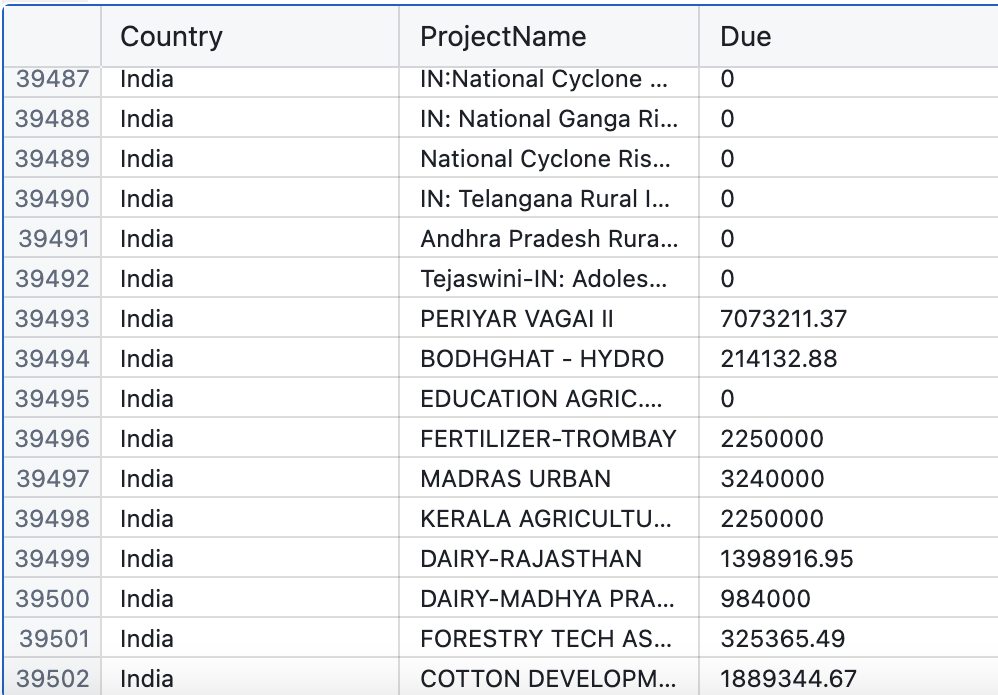 Country ProjectName Due
39487 India IN:National Cyclone ... 0
39488 India IN: National Ganga Ri... 0
39489 India National Cyclone Ris... 0
39490 India IN: Telangana Rural I... 0
39491 India Andhra Pradesh Rura... 0
39492 India Tejaswini-IN: Adoles... 0
39493 India PERIYAR VAGAI II 7073211.37
39494 India BODHGHAT - HYDRO 214132.88
39495 India EDUCATION AGRIC.... 0
39496 India FERTILIZER-TROMBAY 2250000
39497 India MADRAS URBAN 3240000
39498 India KERALA AGRICULTU... 2250000
39499 India DAIRY-RAJASTHAN 1398916.95
39500 India DAIRY-MADHYA PRA... 984000
39501 India FORESTRY TECH AS... 325365.49
39502 India COTTON DEVELOPM... 1889344.67